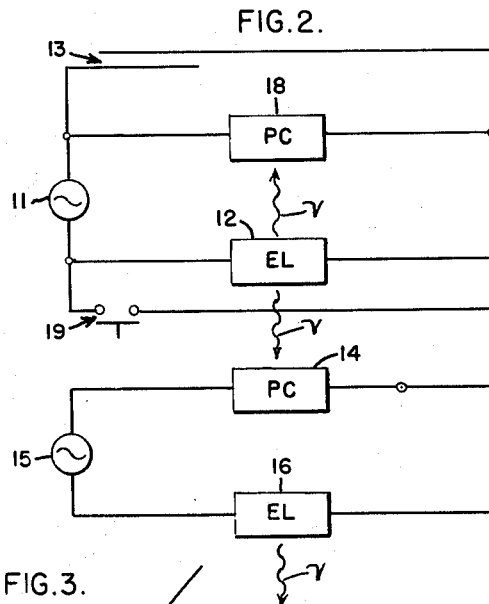 FIG.2.
13
18
PC
11
γ
12
EL
19
γ
14
PC
15
16
EL
γ
FIG.3.